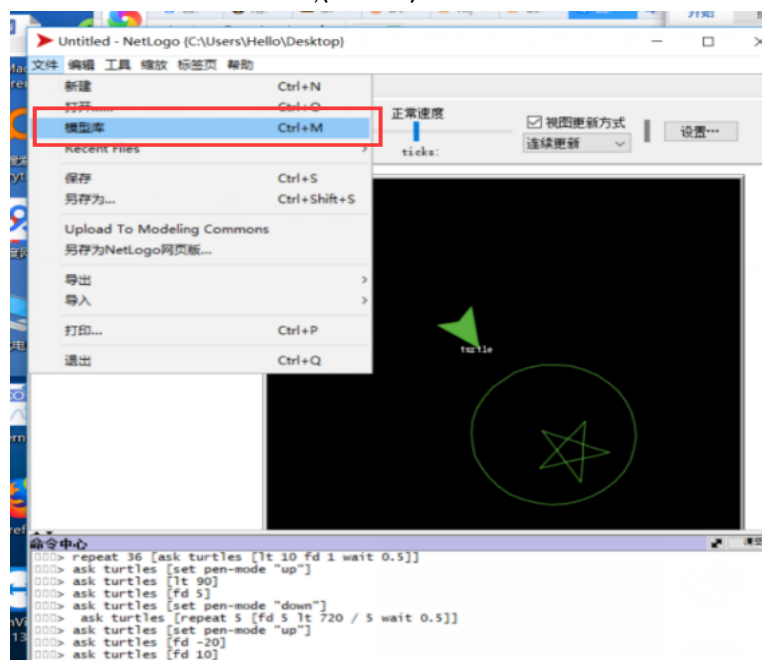 开始
Untitled - NetLogo {C:\Users\Hello\Desktop}
文件 编辑 工具 缩放 标签页 帮助
新建 Ctrl+N
打开... Ctrl+O
模型库 Ctrl+M
Recent Files
保存 Ctrl+S
另存为... Ctrl+Shift+S
Upload To Modeling Commons
另存为NetLogo网页版...
导出
导入
打印... Ctrl+P
退出 Ctrl+Q
正常速度
ticks:
视图更新方式
连续更新
设置...
turtle
命令中心
> repeat 36 [ask turtles [lt 10 fd 1 wait 0.5]]
> ask turtles [set pen-mode "up"]
> ask turtles [lt 90]
> ask turtles [fd 5]
> ask turtles [set pen-mode "down"]
> ask turtles [repeat 5 [fd 5 lt 720 / 5 wait 0.5]]
> ask turtles [set pen-mode "up"]
> ask turtles [fd -20]
> ask turtles [fd 10]